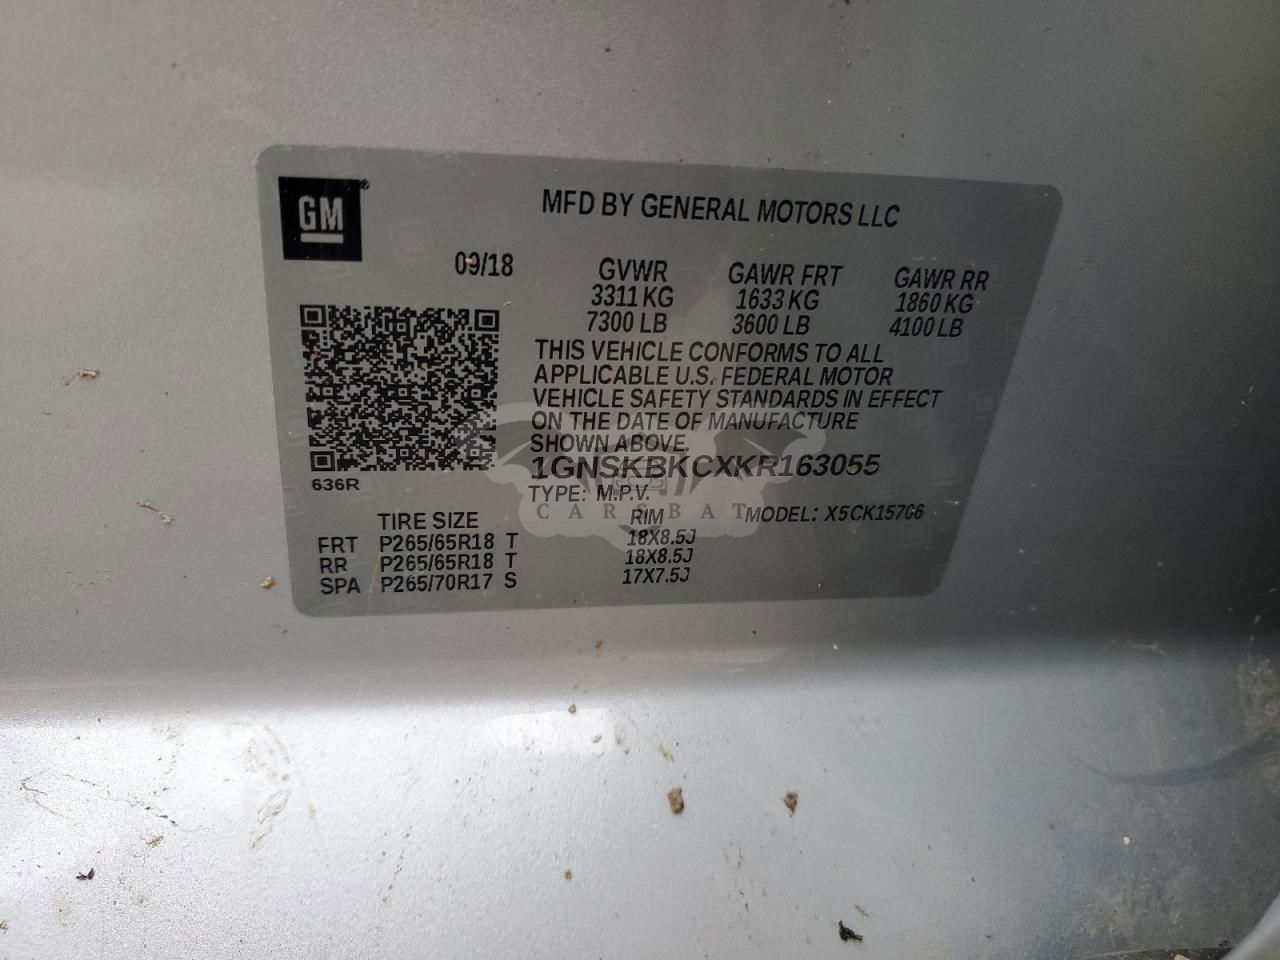 GM
MFD BY GENERAL MOTORS LLC
09/18
GVWR GAWR FRT GAWR RR
3311 KG 1633 KG 1860 KG
7300 LB 3600 LB 4100 LB
THIS VEHICLE CONFORMS TO ALL
APPLICABLE U.S. FEDERAL MOTOR
VEHICLE SAFETY STANDARDS IN EFFECT
ON THE DATE OF MANUFACTURE
SHOWN ABOVE.
1GNSKBKCXKR163055
636R
TYPE: M.P.V. MODEL: X5CK15706
CARSBAT
TIRE SIZE RIM
FRT P265/65R18 T 18X8.5J
RR P265/65R18 T 18X8.5J
SPA P265/70R17 S 17X7.5J